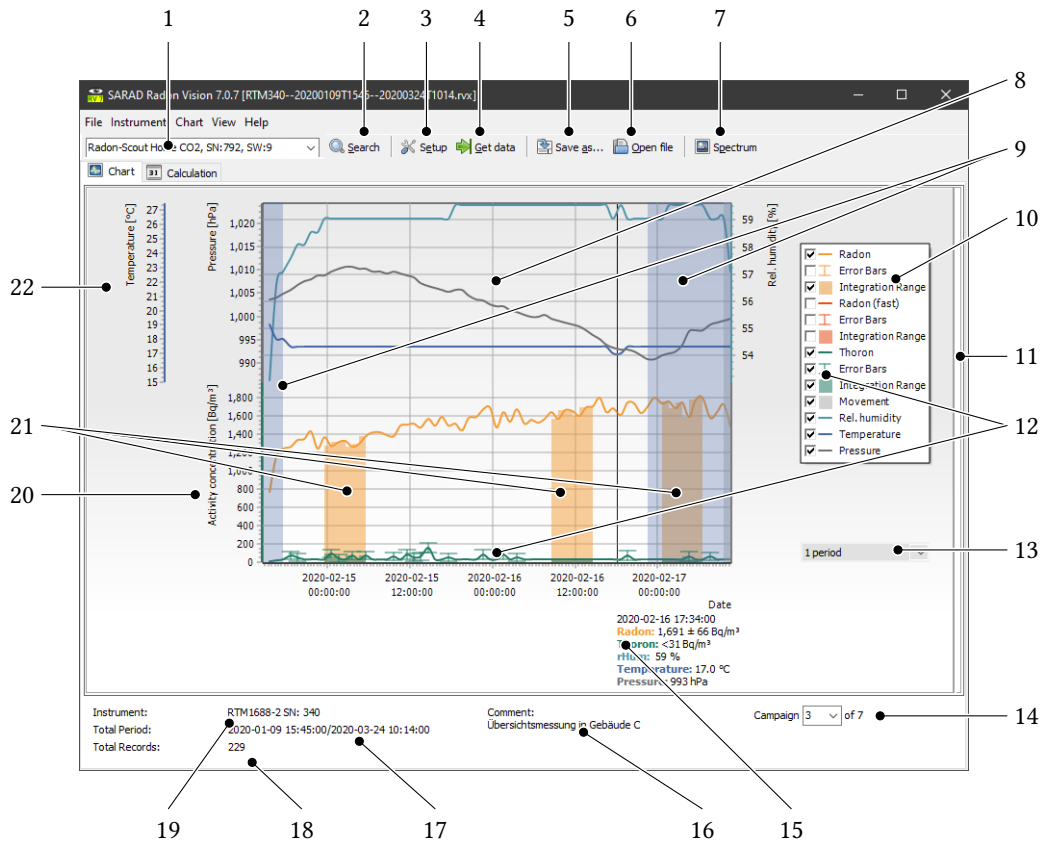 1 2 3 4 5 6 7
8
9
10
11
12
13
14
22
21
20
19 18 17 16 15
SARAD Radon Vision 7.0.7 [RTM340--20200109T1545--20200324T1014.rvx]
File Instrument Chart View Help
Radon-Scout Home CO2, SN:792, SW:9 Search Setup Get data Save as... Open file Spectrum
Chart 31 Calculation
Temperature [°C]
27
26
25
24
23
22
21
20
19
18
17
16
15
Pressure [hPa]
1,020
1,015
1,010
1,005
1,000
995
990
Activity concentration [Bq/m³]
1,800
1,600
1,400
1,200
1,000
800
600
400
200
0
Rel. humidity [%]
59
58
57
56
55
54
2020-02-15 2020-02-15 2020-02-16 2020-02-16 2020-02-17
00:00:00 12:00:00 00:00:00 12:00:00 00:00:00
Date
2020-02-16 17:34:00
Radon: 1,691 ± 66 Bq/m³
Thoron: <31 Bq/m³
rHum: 59 %
Temperature: 17.0 °C
Pressure: 993 hPa
Radon
Error Bars
Integration Range
Radon (fast)
Error Bars
Integration Range
Thoron
Error Bars
Integration Range
Movement
Rel. humidity
Temperature
Pressure
1 period
Instrument: RTM1688-2 SN: 340
Total Period: 2020-01-09 15:45:00/2020-03-24 10:14:00
Total Records: 229
Comment:
Übersichtsmessung in Gebäude C
Campaign 3 of 7